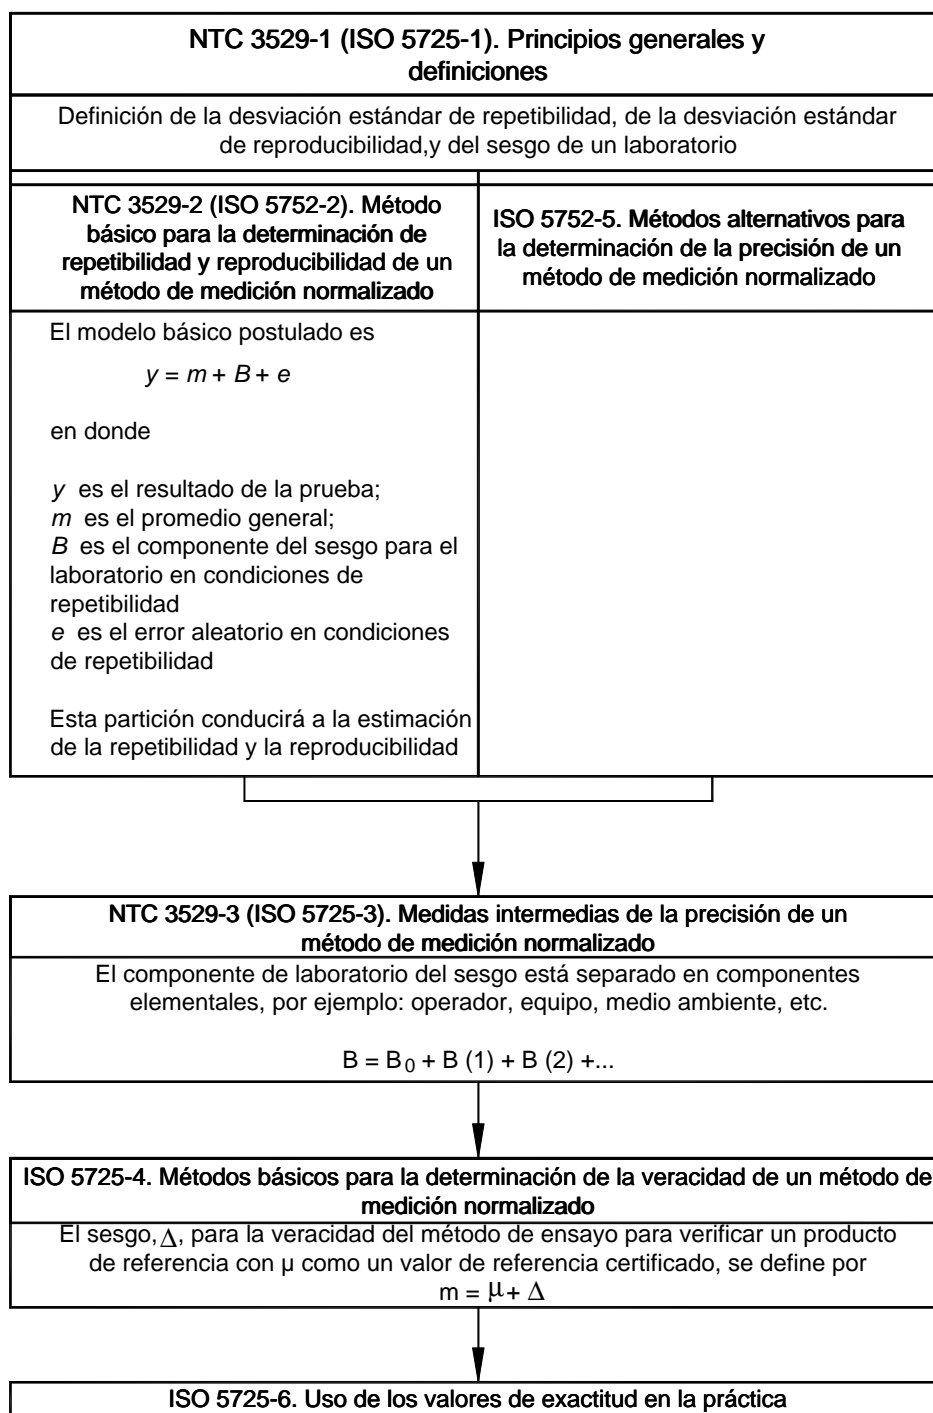 NTC 3529-1 (ISO 5725-1). Principios generales y
definiciones
Definición de la desviación estándar de repetibilidad, de la desviación estándar
de reproducibilidad,y del sesgo de un laboratorio
NTC 3529-2 (ISO 5752-2). Método
básico para la determinación de
repetibilidad y reproducibilidad de un
método de medición normalizado
ISO 5752-5. Métodos alternativos para
la determinación de la precisión de un
método de medición normalizado
El modelo básico postulado es
y = m + B + e
en donde
y es el resultado de la prueba;
m es el promedio general;
B es el componente del sesgo para el
laboratorio en condiciones de
repetibilidad
e es el error aleatorio en condiciones
de repetibilidad
Esta partición conducirá a la estimación
de la repetibilidad y la reproducibilidad
NTC 3529-3 (ISO 5725-3). Medidas intermedias de la precisión de un
método de medición normalizado
El componente de laboratorio del sesgo está separado en componentes
elementales, por ejemplo: operador, equipo, medio ambiente, etc.
B = B₀ + B (1) + B (2) +...
ISO 5725-4. Métodos básicos para la determinación de la veracidad de un método de
medición normalizado
El sesgo, Δ, para la veracidad del método de ensayo para verificar un producto
de referencia con µ como un valor de referencia certificado, se define por
m = µ + Δ
ISO 5725-6. Uso de los valores de exactitud en la práctica